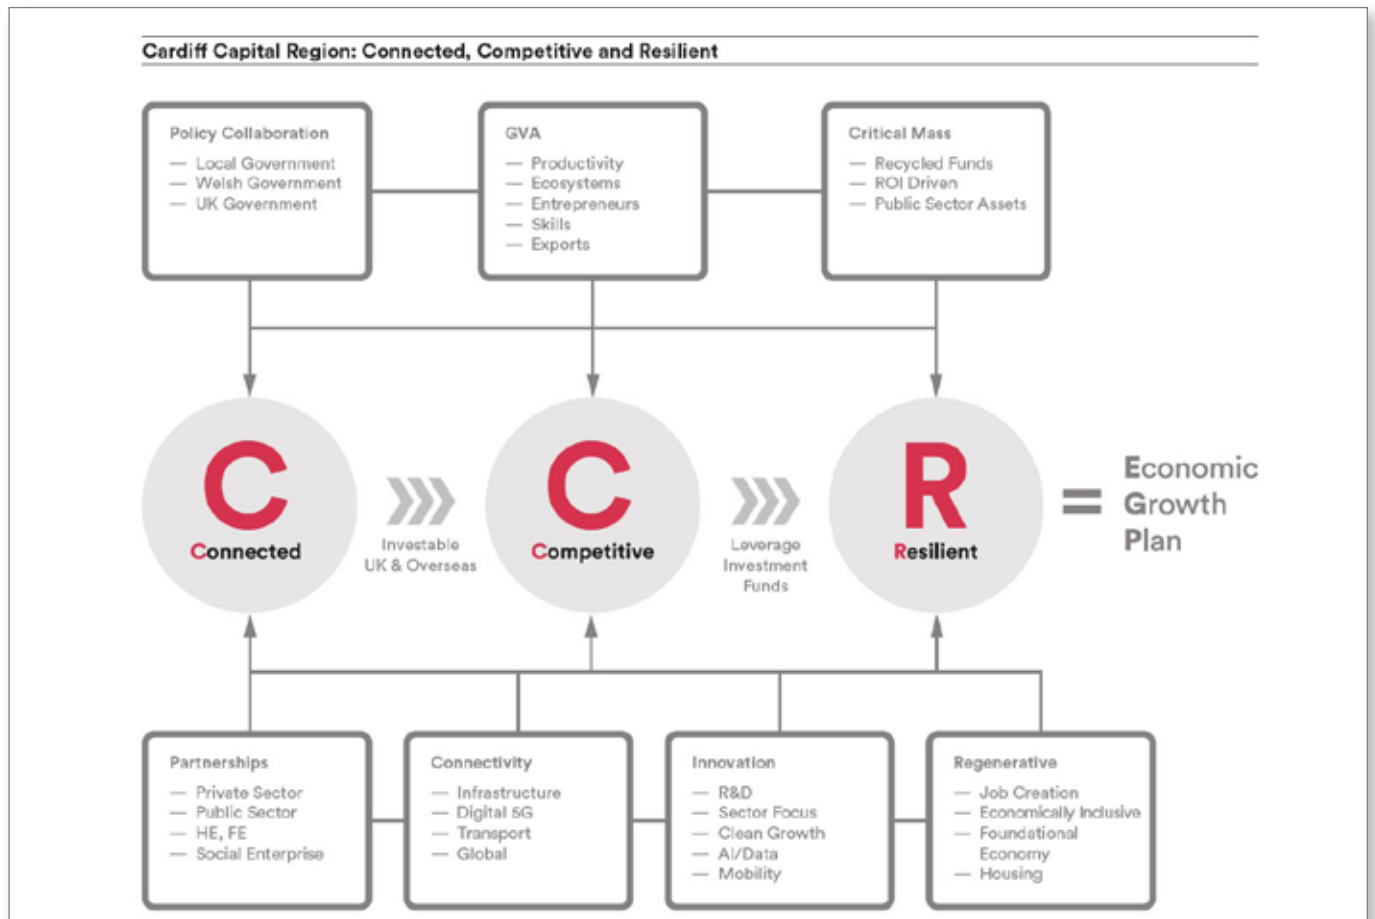 Cardiff Capital Region: Connected, Competitive and Resilient
Policy Collaboration
— Local Government
— Welsh Government
— UK Government
GVA
— Productivity
— Ecosystems
— Entrepreneurs
— Skills
— Exports
Critical Mass
— Recycled Funds
— ROI Driven
— Public Sector Assets
C
Connected
Investable
UK & Overseas
C
Competitive
Leverage
Investment
Funds
R
Resilient
=
Economic
Growth
Plan
Partnerships
— Private Sector
— Public Sector
— HE, FE
— Social Enterprise
Connectivity
— Infrastructure
— Digital 5G
— Transport
— Global
Innovation
— R&D
— Sector Focus
— Clean Growth
— AI/Data
— Mobility
Regenerative
— Job Creation
— Economically Inclusive
— Foundational
Economy
— Housing